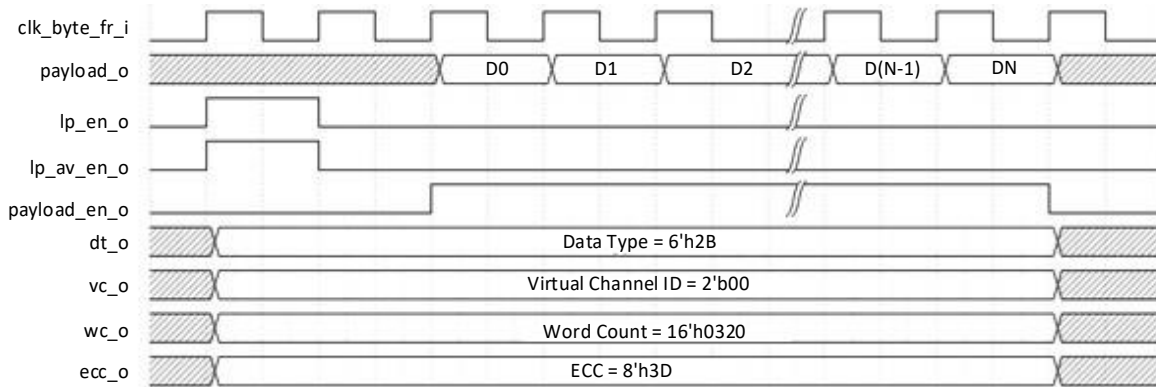 clk_byte_fr_i
payload_o D0 D1 D2 D(N-1) DN
lp_en_o
lp_av_en_o
payload_en_o
dt_o Data Type = 6'h2B
vc_o Virtual Channel ID = 2'b00
wc_o Word Count = 16'h0320
ecc_o ECC = 8'h3D